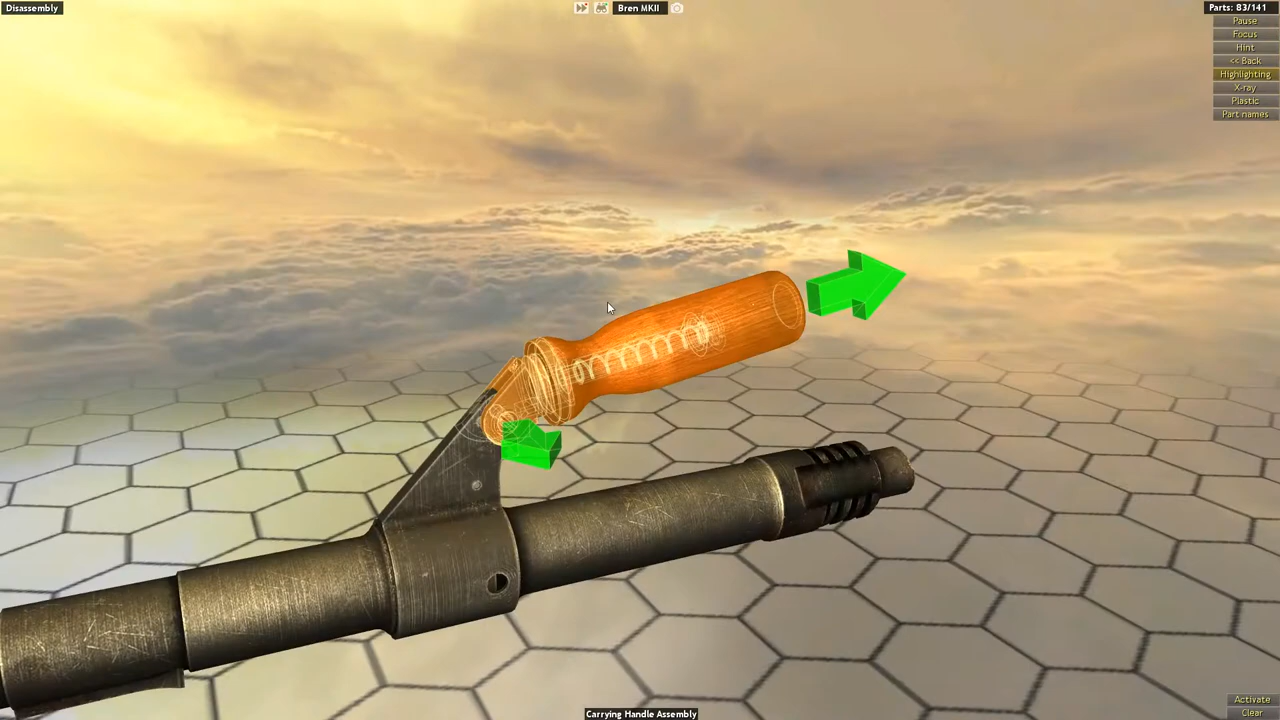 Disassembly
Bren MKII
Parts: 83/141
Pause
Focus
Hint
<< Back
Highlighting
X-ray
Plastic
Part names
Activate
Clear
Carrying Handle Assembly